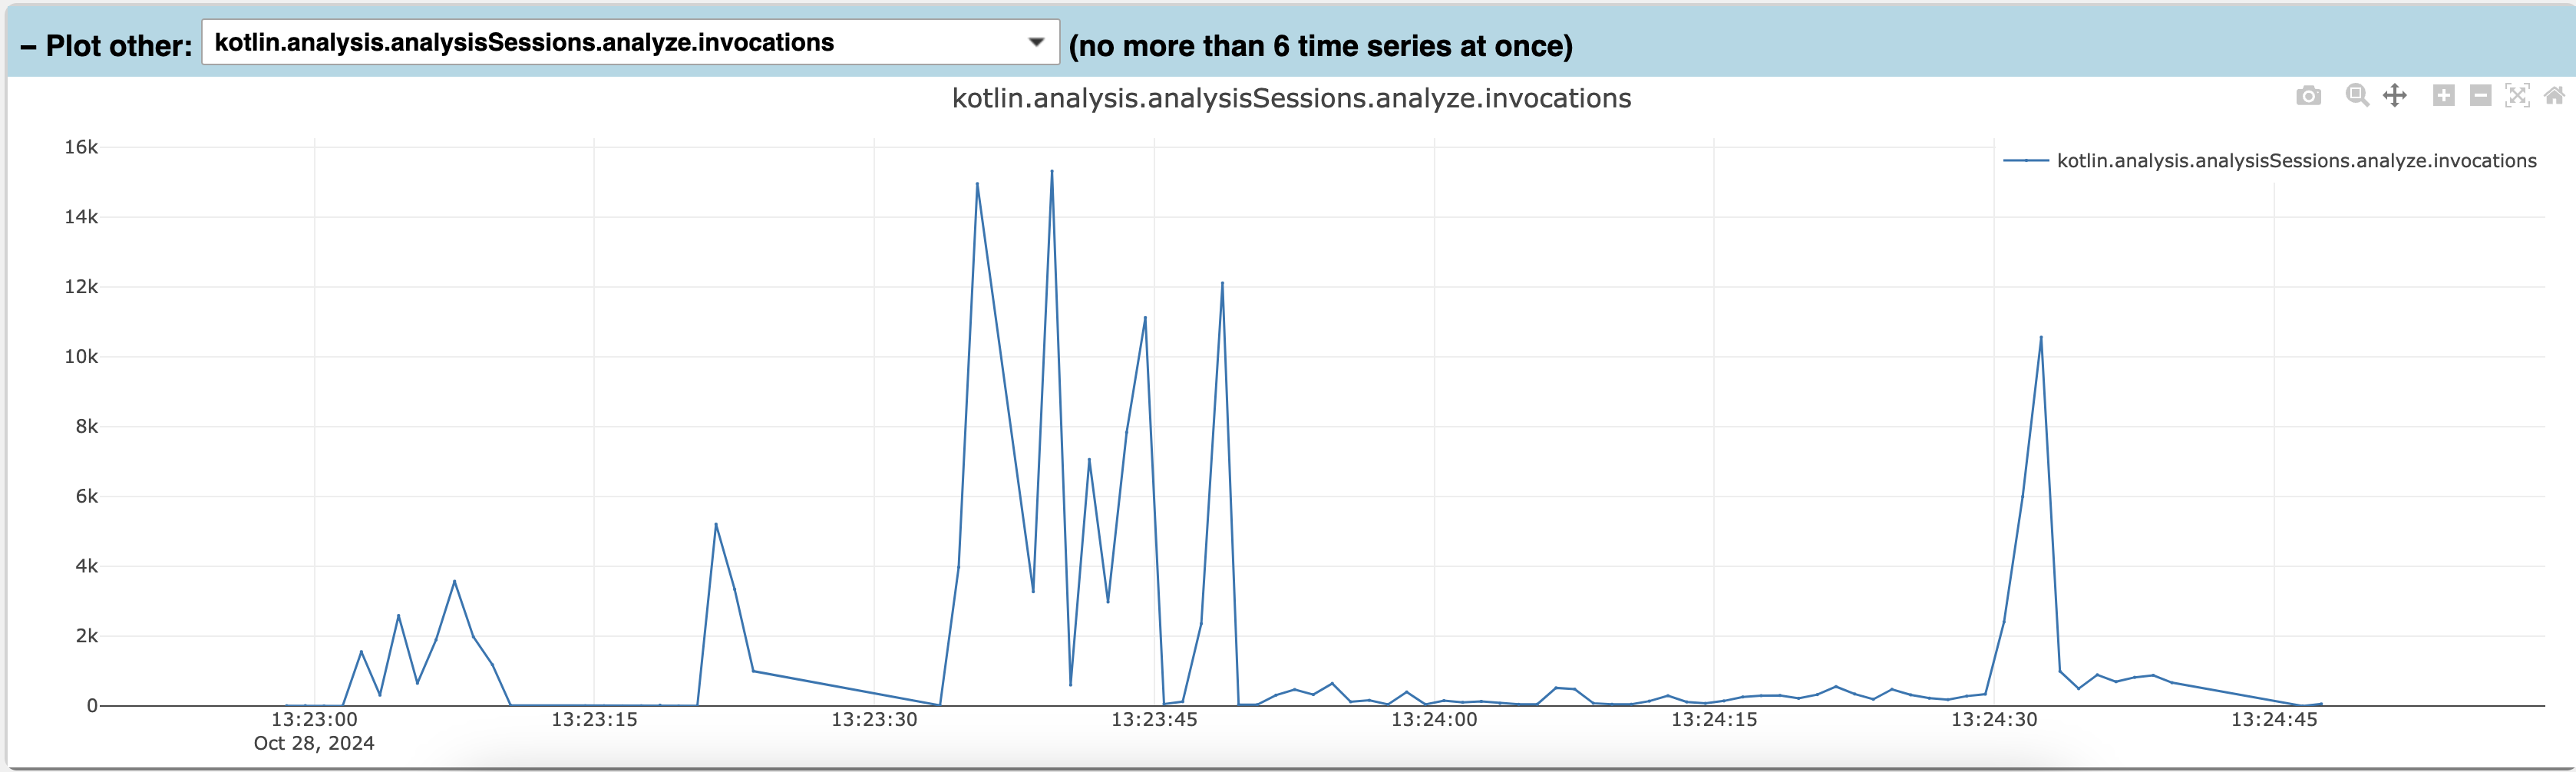 – Plot other: kotlin.analysis.analysisSessions.analyze.invocations (no more than 6 time series at once)
kotlin.analysis.analysisSessions.analyze.invocations
kotlin.analysis.analysisSessions.analyze.invocations
16k
14k
12k
10k
8k
6k
4k
2k
0
13:23:00 13:23:15 13:23:30 13:23:45 13:24:00 13:24:15 13:24:30 13:24:45
Oct 28, 2024